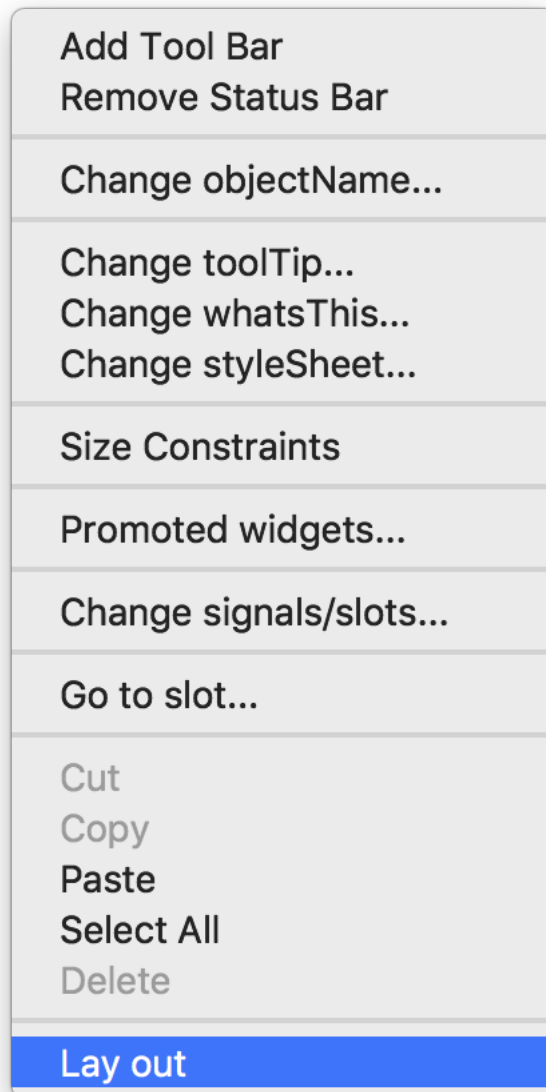 Add Tool Bar
Remove Status Bar
Change objectName...
Change toolTip...
Change whatsThis...
Change styleSheet...
Size Constraints
Promoted widgets...
Change signals/slots...
Go to slot...
Cut
Copy
Paste
Select All
Delete
Lay out